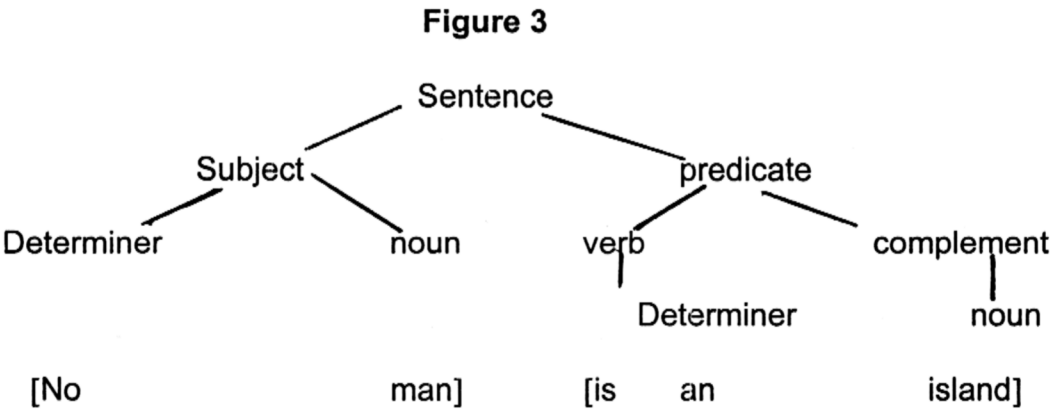 Figure 3
Sentence
Subject predicate
Determiner noun verb complement
Determiner noun
[No man] [is an island]